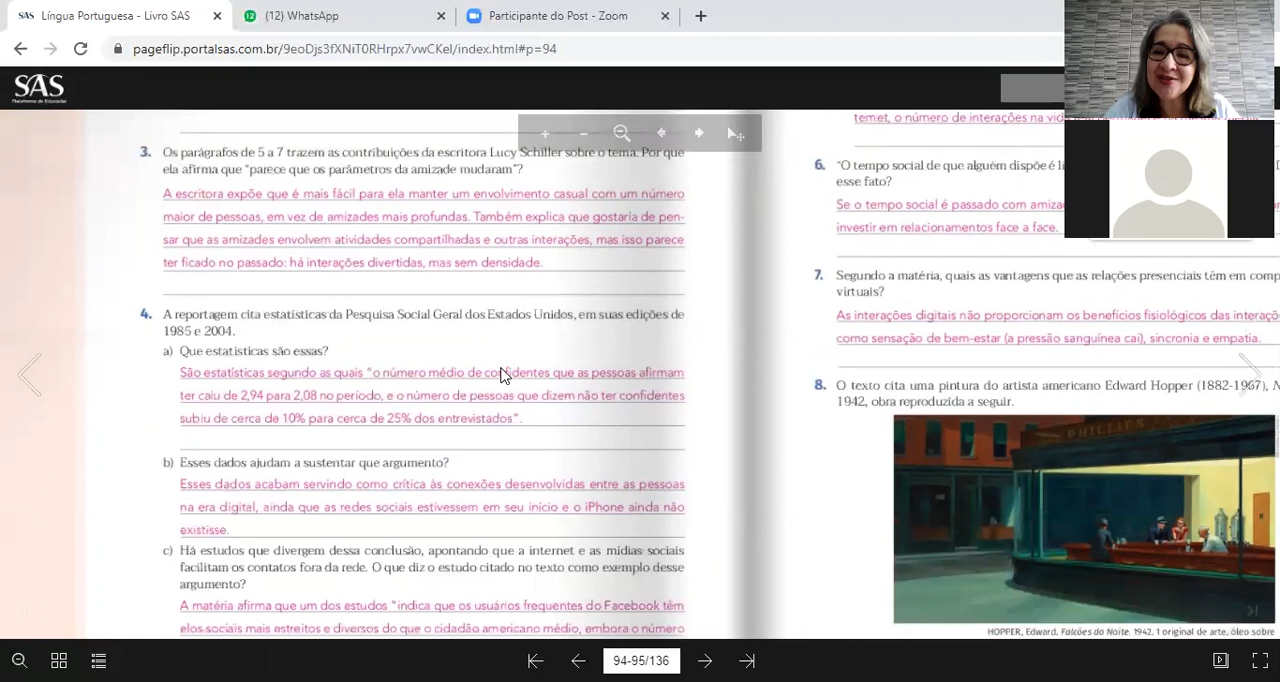 SAS Língua Portuguesa - Livro SAS
12 (12) WhatsApp
Participante do Post - Zoom
pageflip.portalsas.com.br/9eoDjs3fXNiT0RHrpx7vwCKel/index.html#p=94
SAS
Plataforma de Educação
3. Os parágrafos de 5 a 7 trazem as contribuições da escritora Lucy Schiller sobre o tema. Por que
ela afirma que "parece que os parâmetros da amizade mudaram"?
A escritora expõe que é mais fácil para ela manter um envolvimento casual com um número
maior de pessoas, em vez de amizades mais profundas. Também explica que gostaria de pen-
sar que as amizades envolvem atividades compartilhadas e outras interações, mas isso parece
ter ficado no passado: há interações divertidas, mas sem densidade.
4. A reportagem cita estatísticas da Pesquisa Social Geral dos Estados Unidos, em suas edições de
1985 e 2004.
a) Que estatísticas são essas?
São estatísticas segundo as quais "o número médio de confidentes que as pessoas afirmam
ter caiu de 2,94 para 2,08 no período, e o número de pessoas que dizem não ter confidentes
subiu de cerca de 10% para cerca de 25% dos entrevistados".
b) Esses dados ajudam a sustentar que argumento?
Esses dados acabam servindo como crítica às conexões desenvolvidas entre as pessoas
na era digital, ainda que as redes sociais estivessem em seu início e o iPhone ainda não
existisse.
c) Há estudos que divergem dessa conclusão, apontando que a internet e as mídias sociais
facilitam os contatos fora da rede. O que diz o estudo citado no texto como exemplo desse
argumento?
A matéria afirma que um dos estudos "indica que os usuários frequentes do Facebook têm
elos sociais mais estreitos e diversos do que o cidadão americano médio, embora o número
ternet, o número de interações na vida
6. "O tempo social de que alguém dispõe é li
esse fato?
Se o tempo social é passado com amiza
investir em relacionamentos face a face.
7. Segundo a matéria, quais as vantagens que as relações presenciais têm em comp
virtuais?
As interações digitais não proporcionam os benefícios fisiológicos das interaçõ
como sensação de bem-estar (a pressão sanguínea cai), sincronia e empatia.
8. O texto cita uma pintura do artista americano Edward Hopper (1882-1967), N
1942, obra reproduzida a seguir.
PHILLIES
HOPPER, Edward. Falcões da Noite. 1942. 1 original de arte, óleo sobre
94-95/136